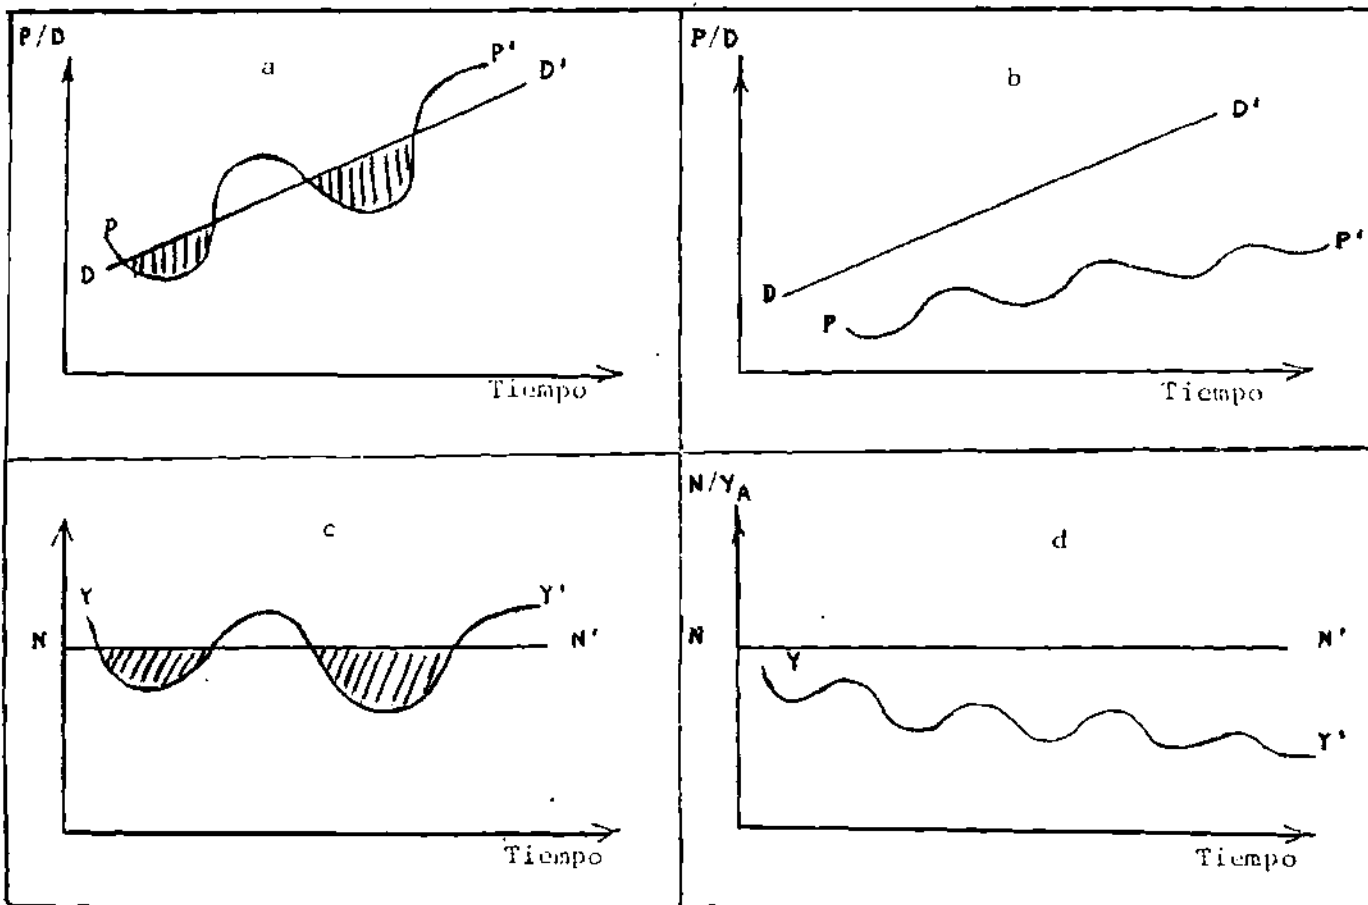 P/D
a
P'
D'
P
D
Tiempo
P/D
b
D'
D
P'
P
Tiempo
c
Y
Y'
N
N'
Tiempo
N/Y_A
d
N
N'
Y
Y'
Tiempo